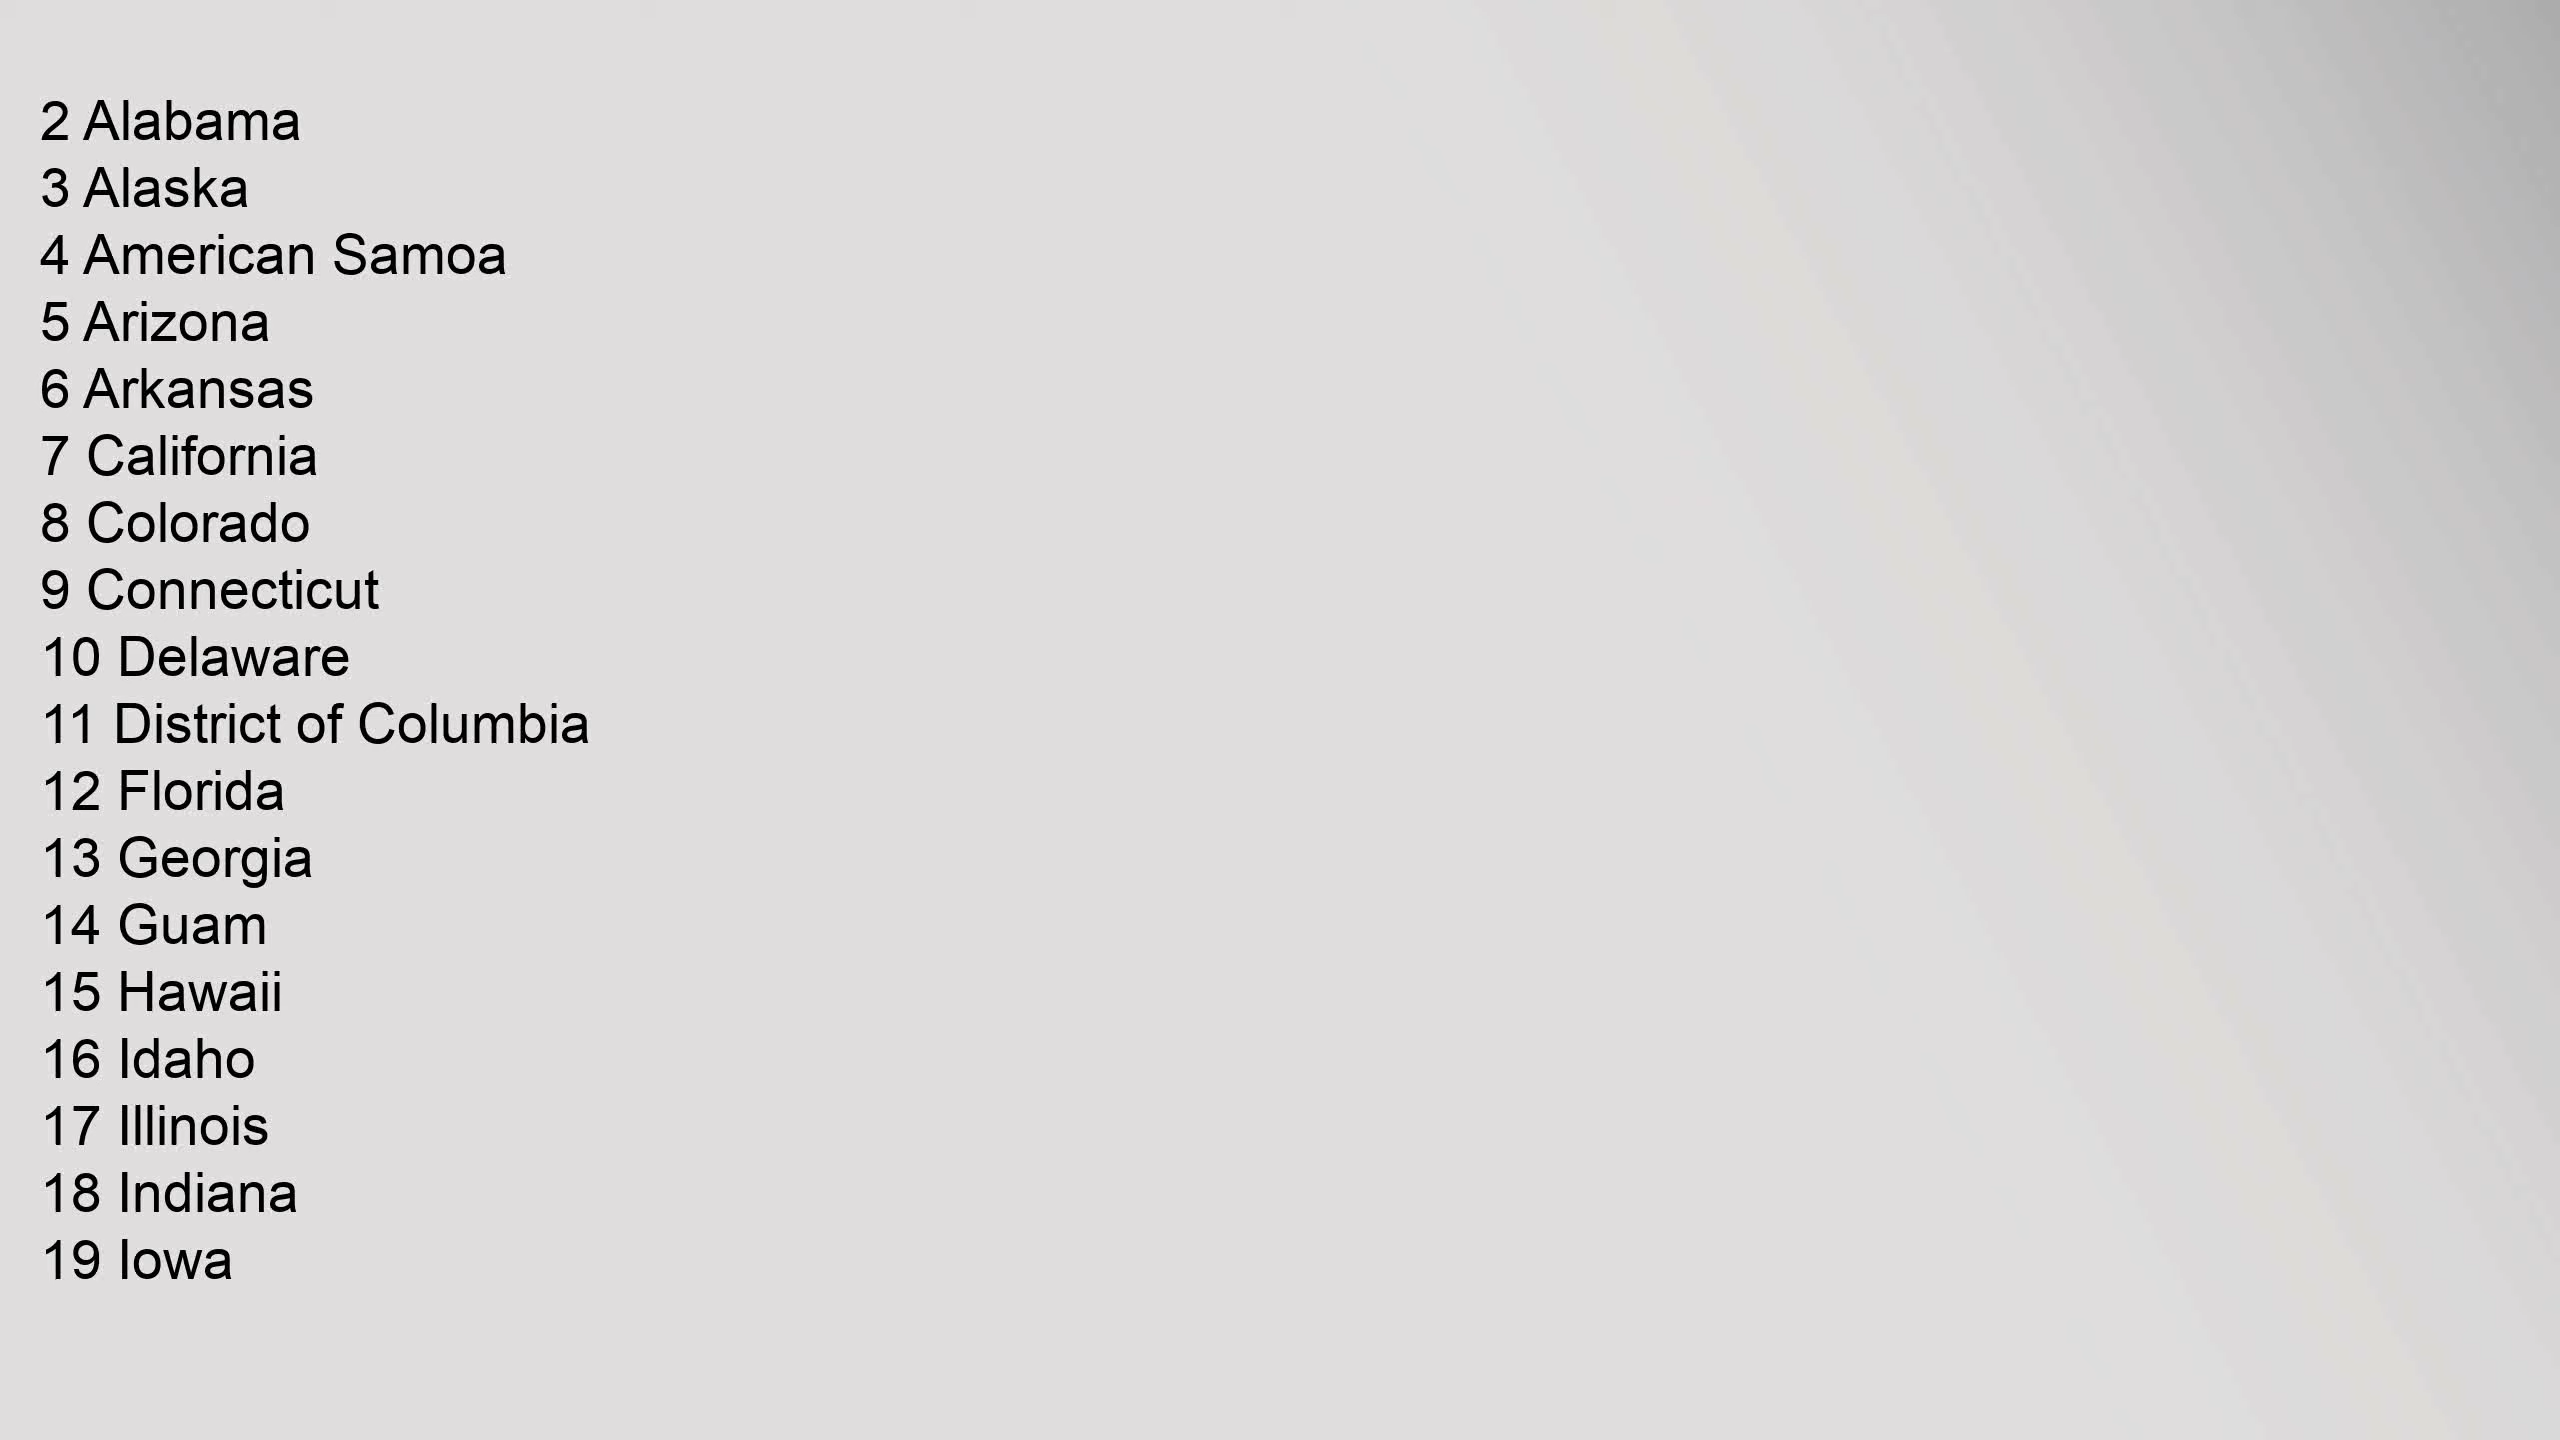 2 Alabama
3 Alaska
4 American Samoa
5 Arizona
6 Arkansas
7 California
8 Colorado
9 Connecticut
10 Delaware
11 District of Columbia
12 Florida
13 Georgia
14 Guam
15 Hawaii
16 Idaho
17 Illinois
18 Indiana
19 Iowa